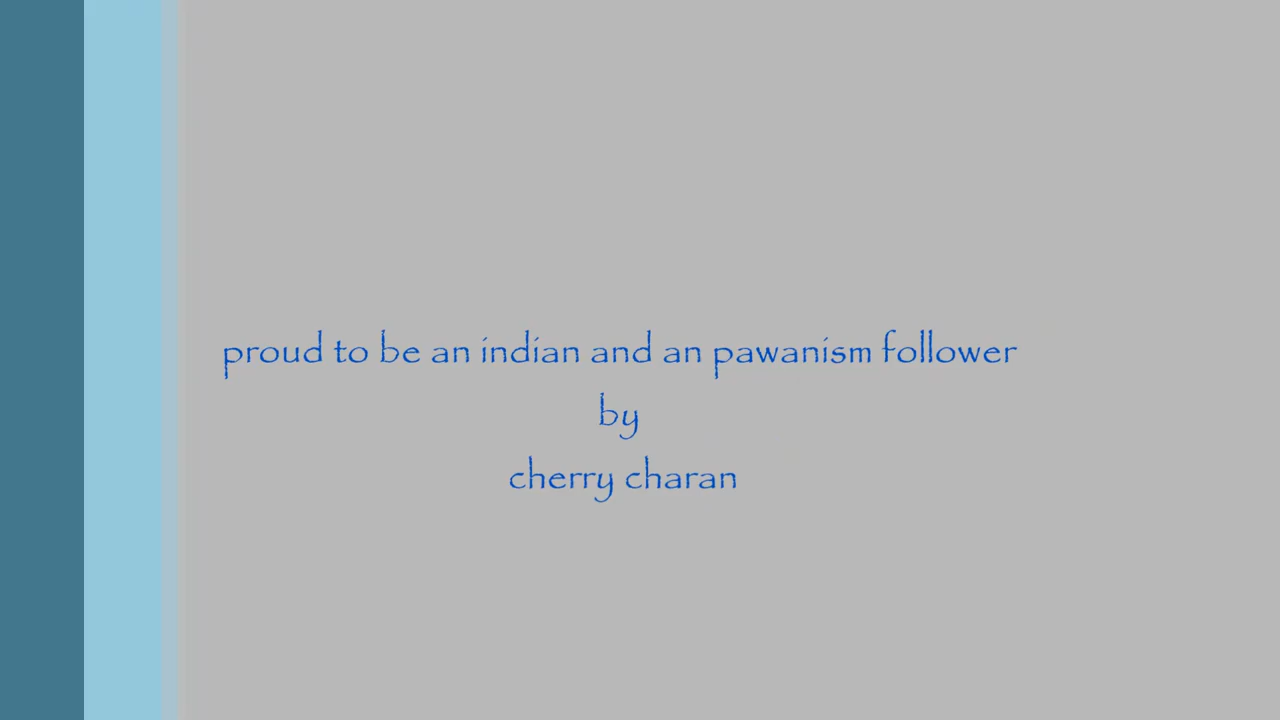 proud to be an indian and an pawanism follower
by
cherry charan